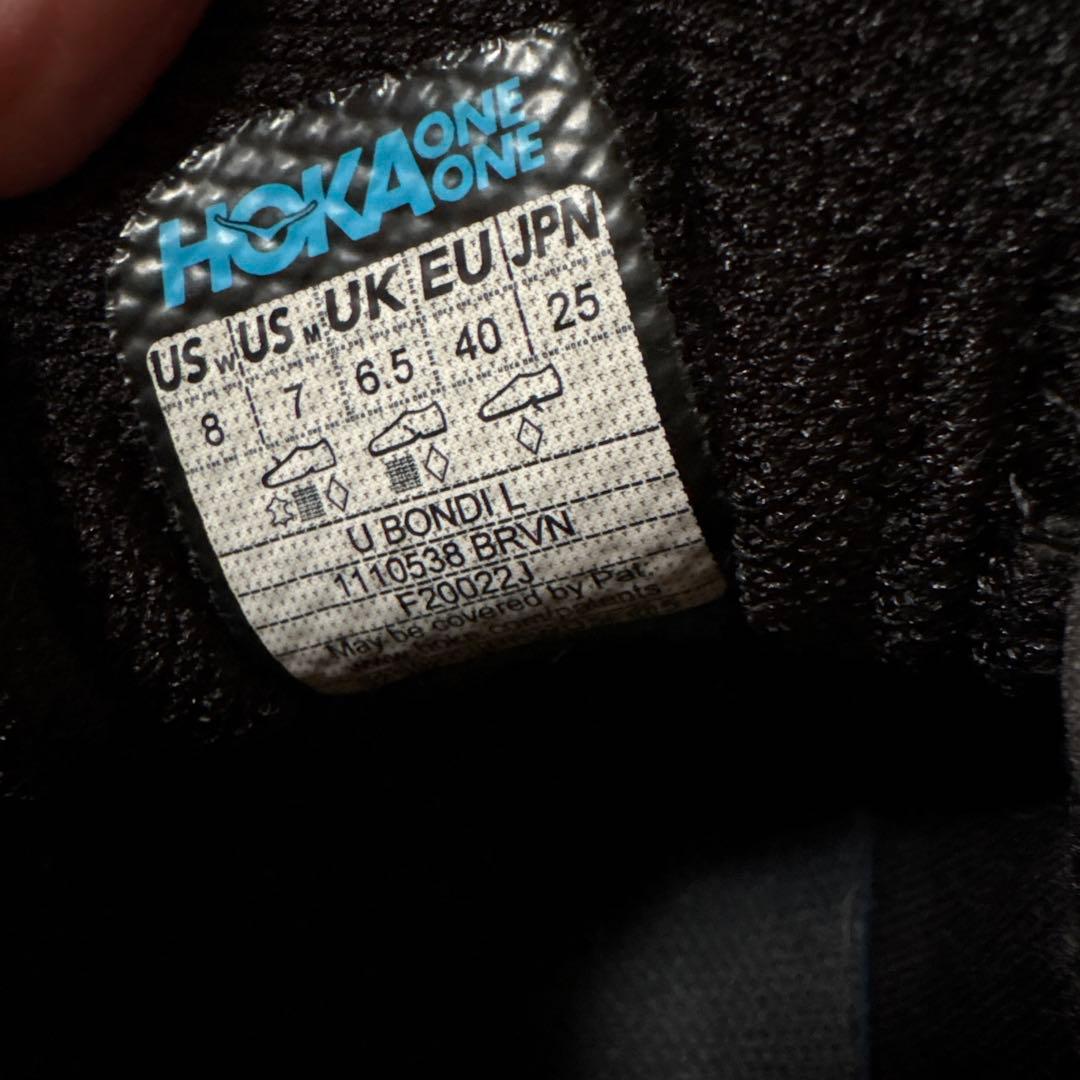 HOKA ONE ONE
US W US M UK EU JPN
8 7 6.5 40 25
U BONDI L
1110538 BRVN
F20022J
May be covered by Pat.